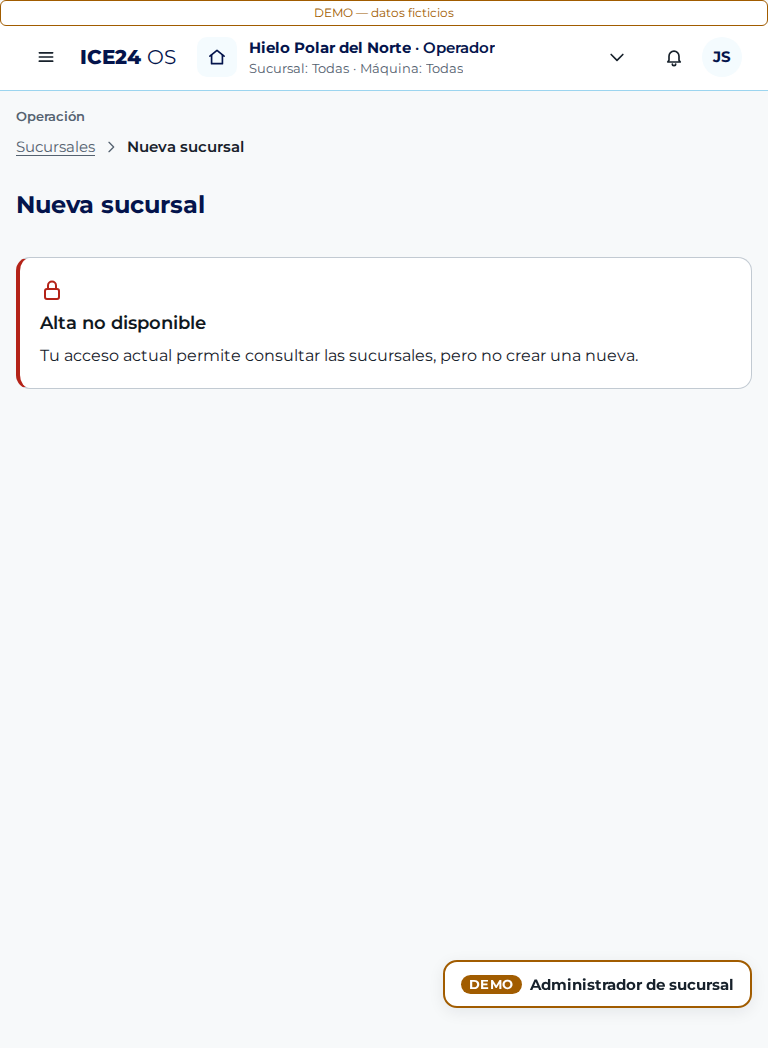 DEMO — datos ficticios
ICE24 OS
Hielo Polar del Norte · Operador
Sucursal: Todas · Máquina: Todas
JS
Operación
Sucursales > Nueva sucursal
Nueva sucursal
Alta no disponible
Tu acceso actual permite consultar las sucursales, pero no crear una nueva.
DEMO Administrador de sucursal